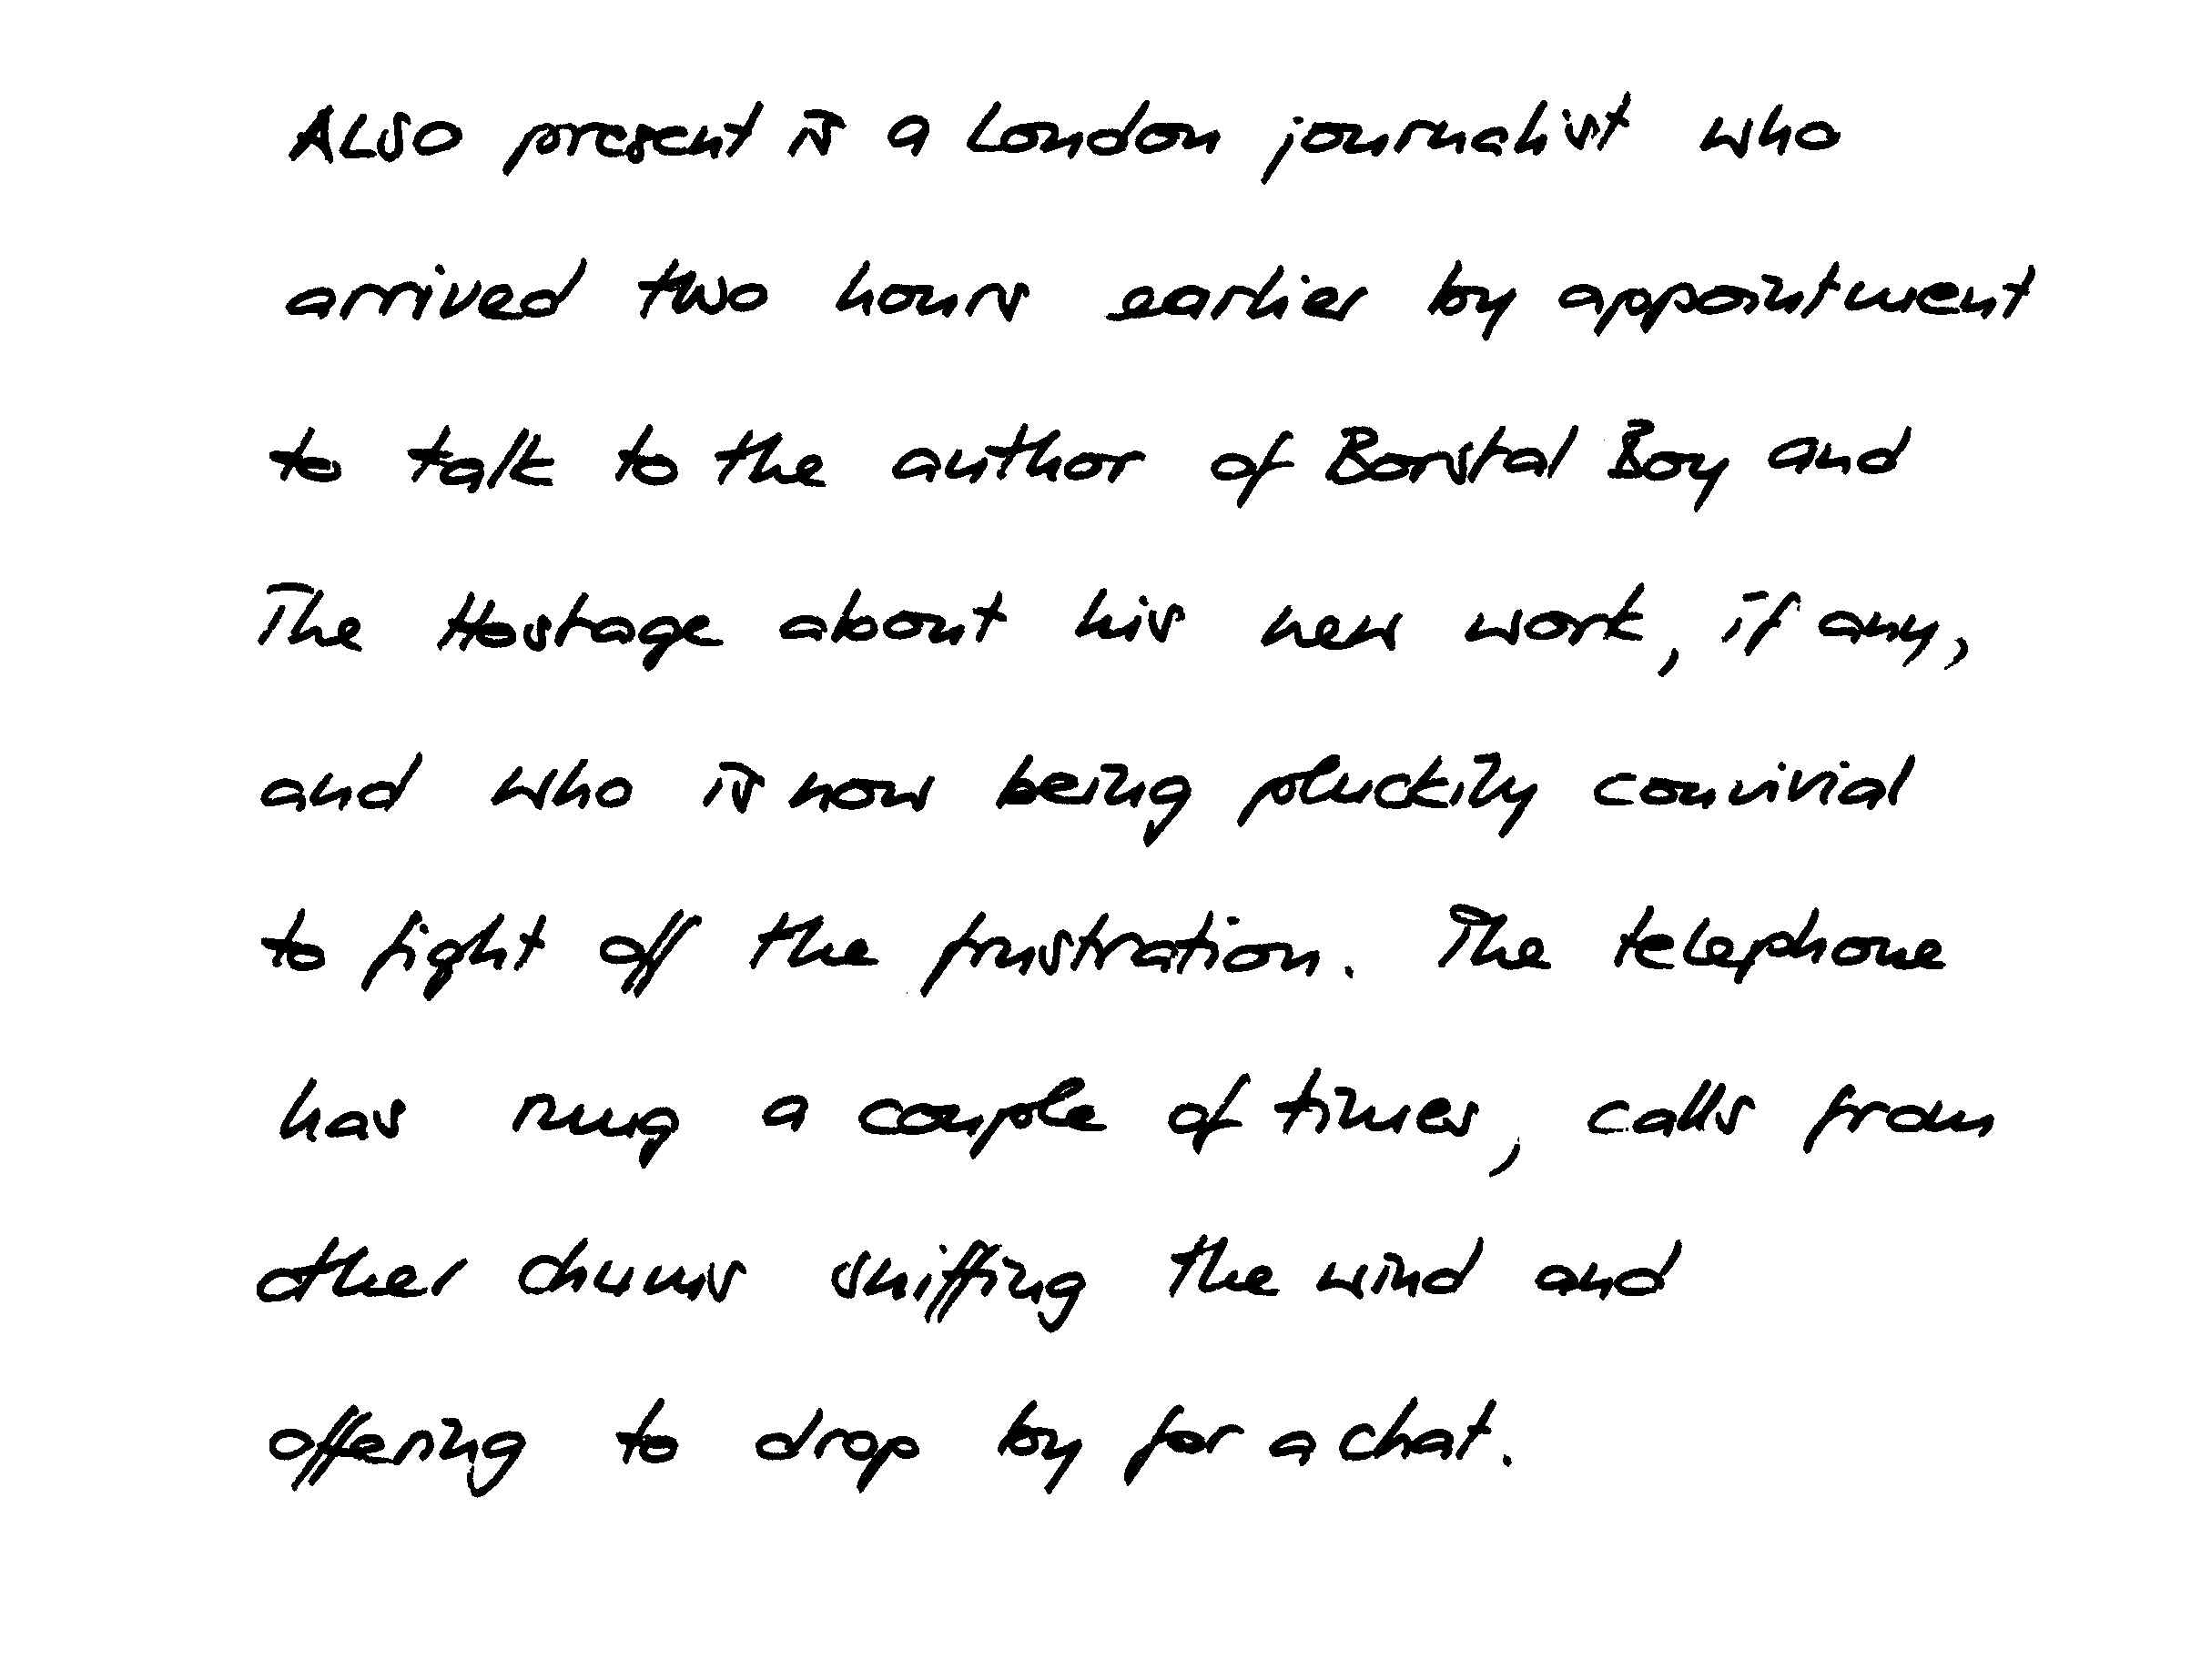 Also present is a London journalist who
arrived two hours earlier by appointment
to talk to the author of Borstal Boy and
The Hostage about his new work, if any,
and who is now being pluckily convivial
to fight off the frustration. The telephone
has rung a couple of times, calls from
other chums sniffing the wind and
offering to drop by for a chat.